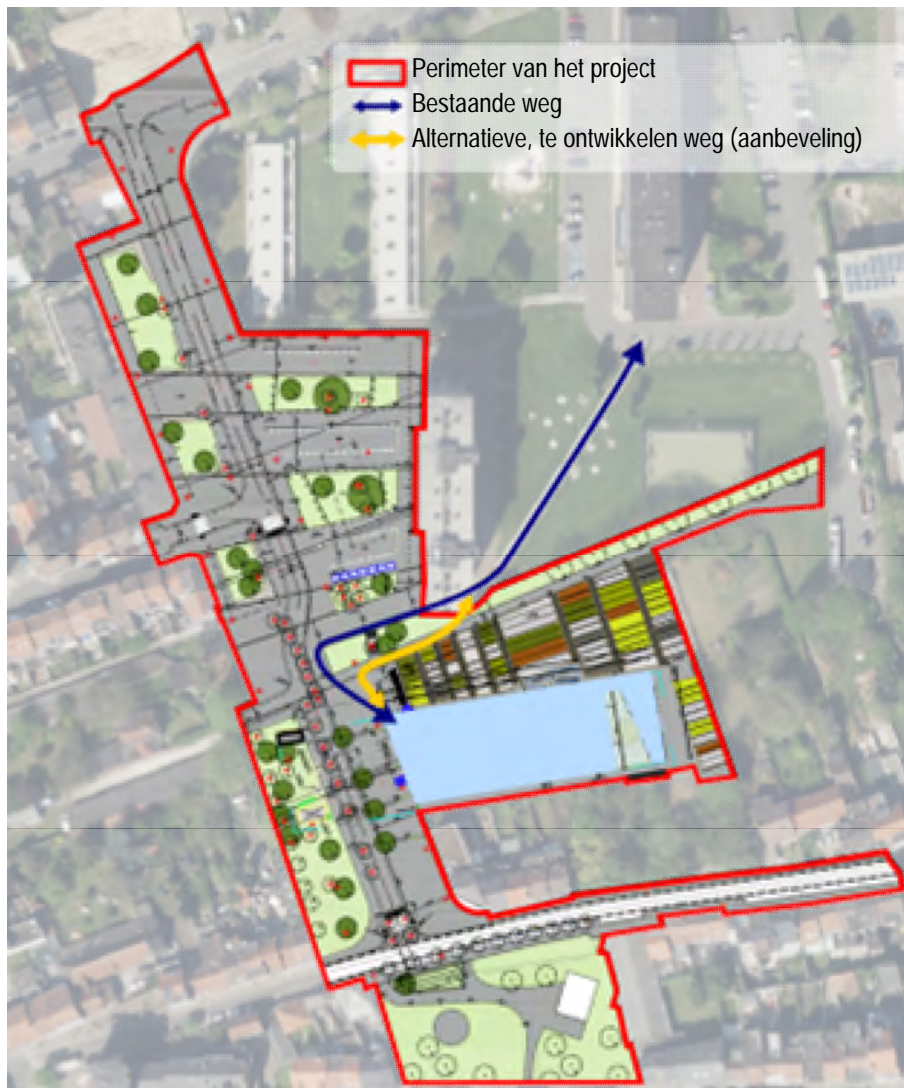 Perimeter van het project
Bestaande weg
Alternatieve, te ontwikkelen weg (aanbeveling)